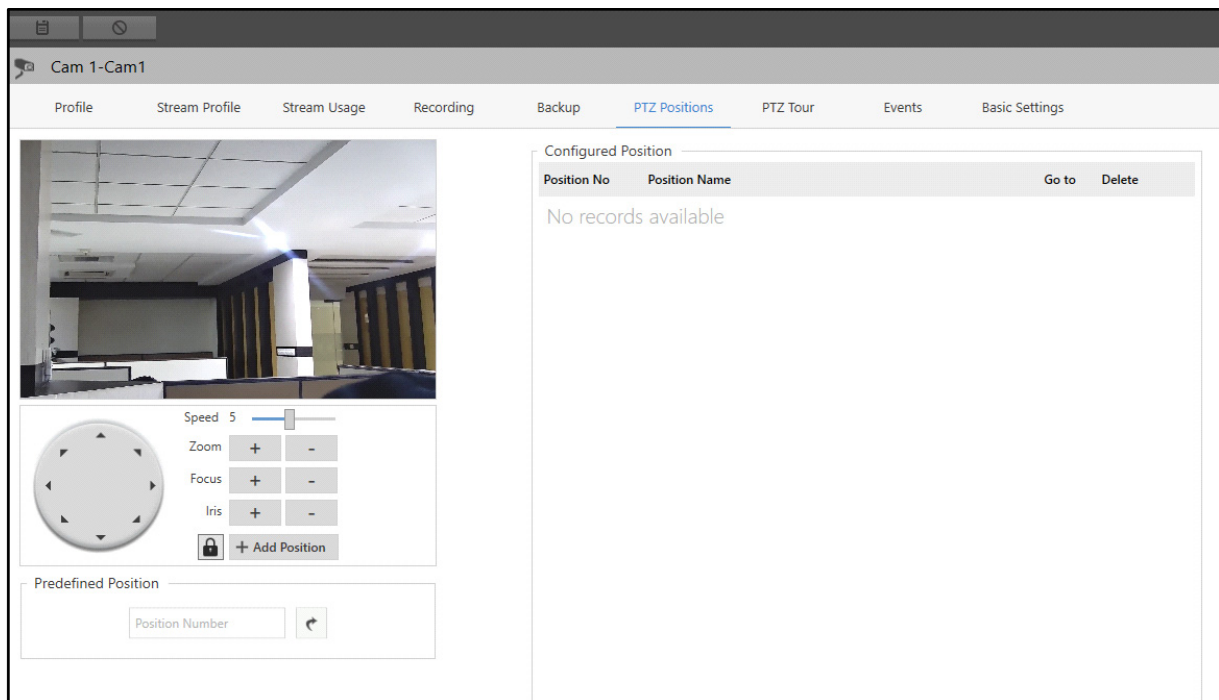 Cam 1-Cam1
Profile Stream Profile Stream Usage Recording Backup PTZ Positions PTZ Tour Events Basic Settings
Speed 5
Zoom + -
Focus + -
Iris + -
+ Add Position
Predefined Position
Position Number
Configured Position
Position No Position Name Go to Delete
No records available